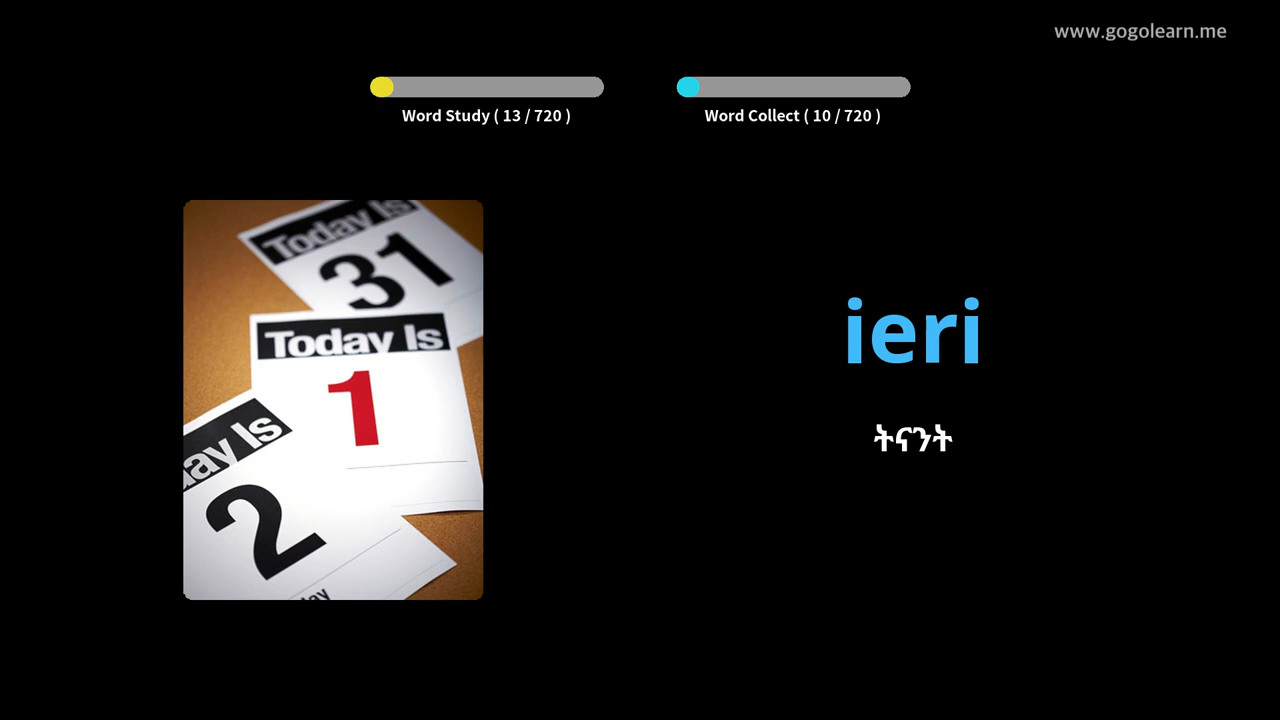 www.gogolearn.me
Word Study ( 13 / 720 )
Word Collect ( 10 / 720 )
Today Is
31
Today Is
1
ay Is
2
ay
ieri
ትናንት